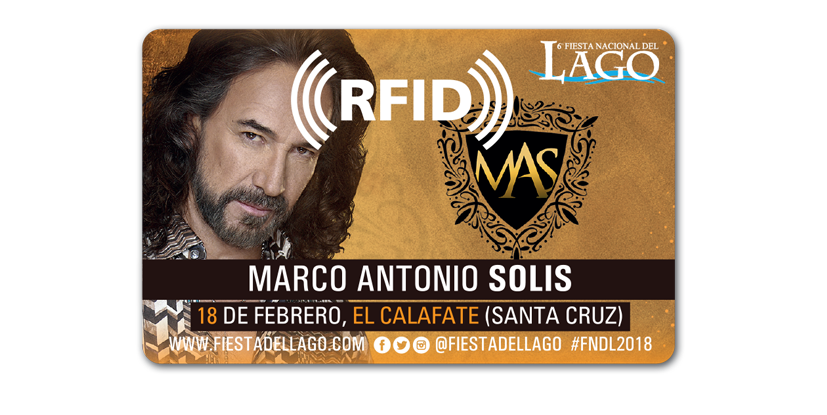 6ª FIESTA NACIONAL DEL
LAGO
RFID
MAS
MARCO ANTONIO SOLIS
18 DE FEBRERO, EL CALAFATE (SANTA CRUZ)
WWW.FIESTADELLAGO.COM @FIESTADELLAGO #FNDL2018